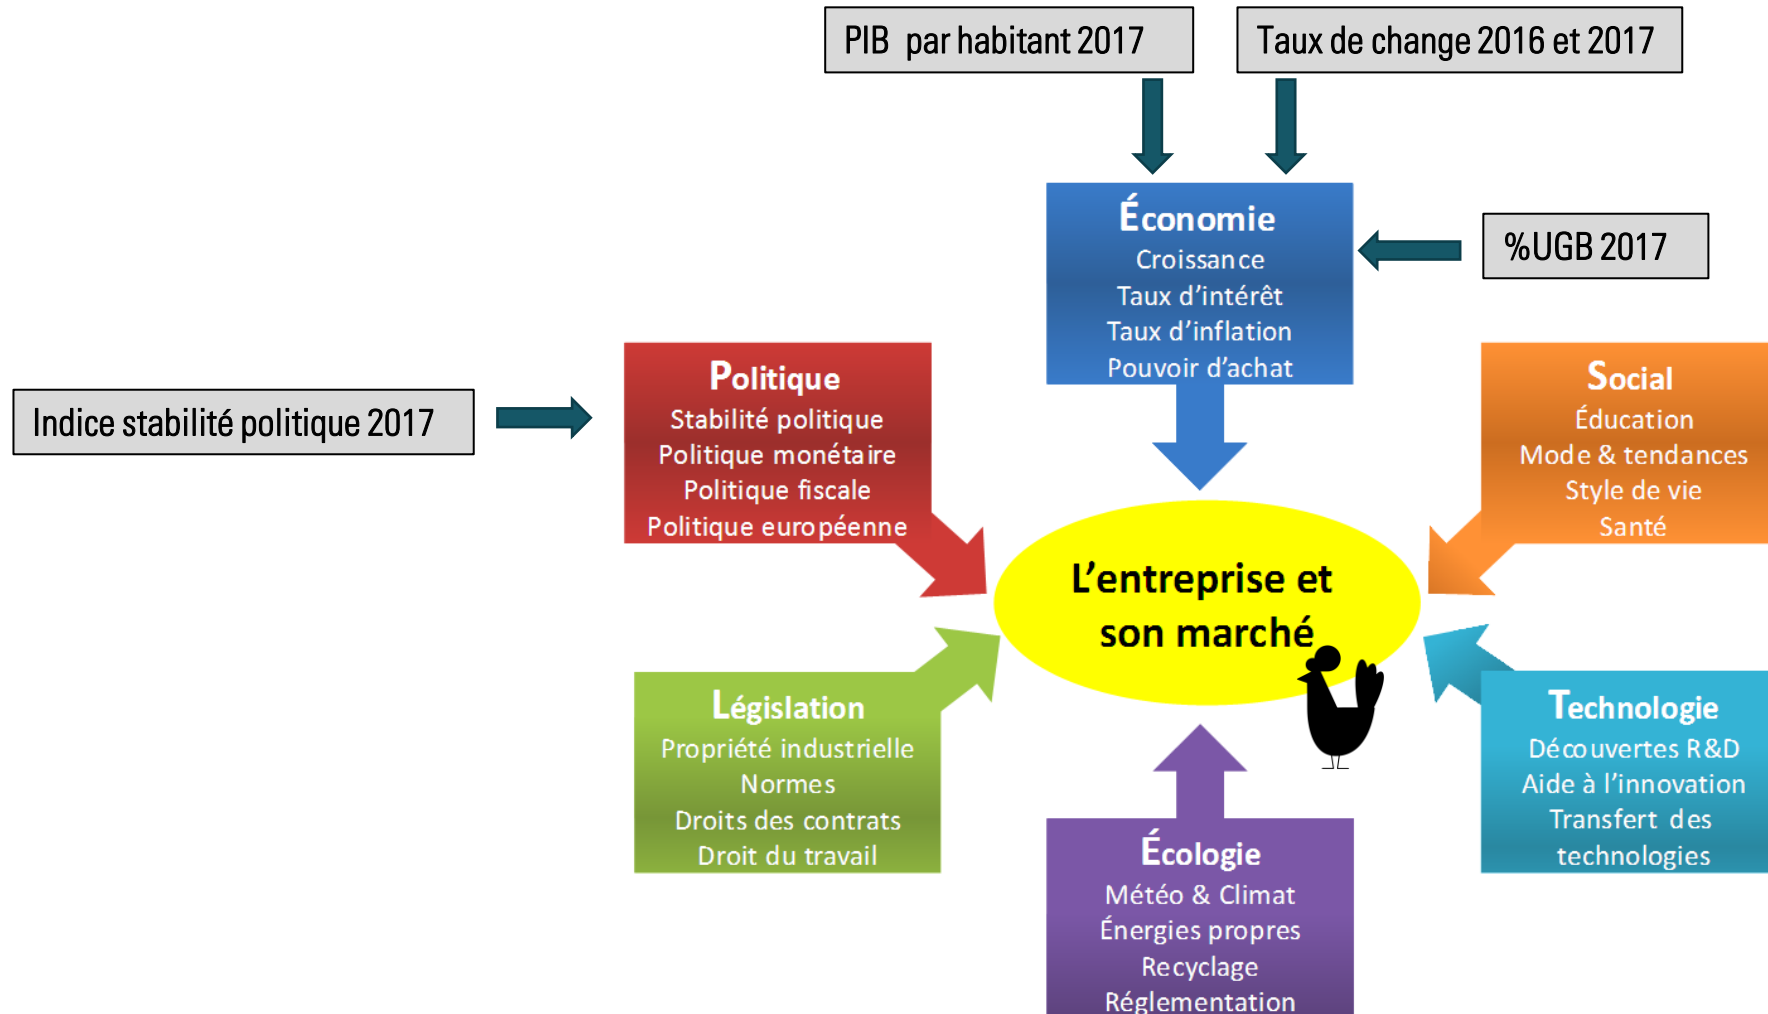 PIB par habitant 2017
Taux de change 2016 et 2017
Économie
Croissance
Taux d'intérêt
Taux d'inflation
Pouvoir d'achat
%UGB 2017
Indice stabilité politique 2017
Politique
Stabilité politique
Politique monétaire
Politique fiscale
Politique européenne
Social
Éducation
Mode & tendances
Style de vie
Santé
L'entreprise et
son marché
Législation
Propriété industrielle
Normes
Droits des contrats
Droit du travail
Technologie
Découvertes R&D
Aide à l'innovation
Transfert des
technologies
Écologie
Météo & Climat
Énergies propres
Recyclage
Réglementation